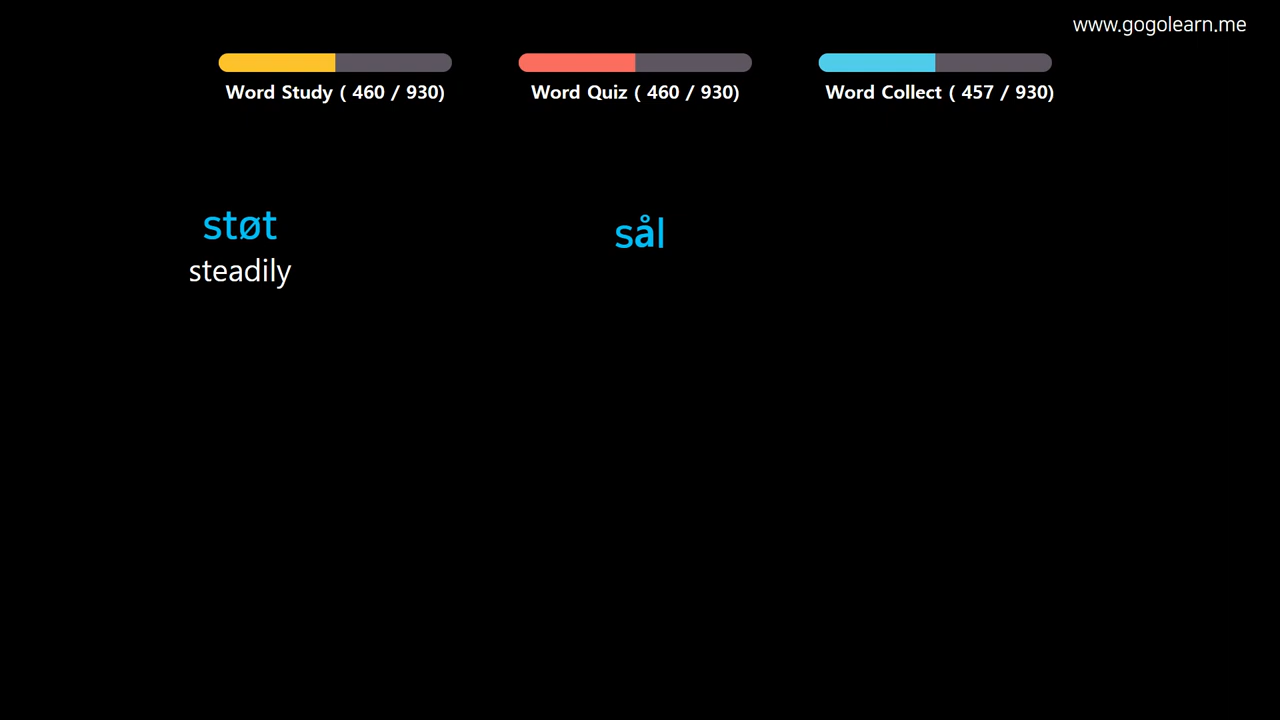 www.gogolearn.me
Word Study ( 460 / 930)
Word Quiz ( 460 / 930)
Word Collect ( 457 / 930)
støt
steadily
sål